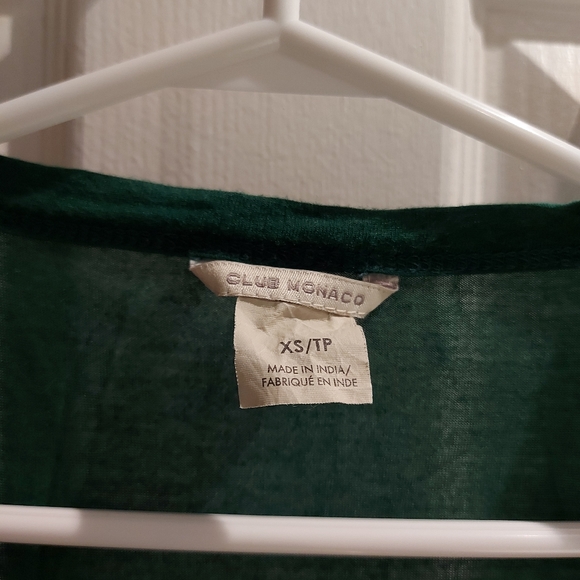 CLUB MONACO
XS/TP
MADE IN INDIA/
FABRIQUÉ EN INDE